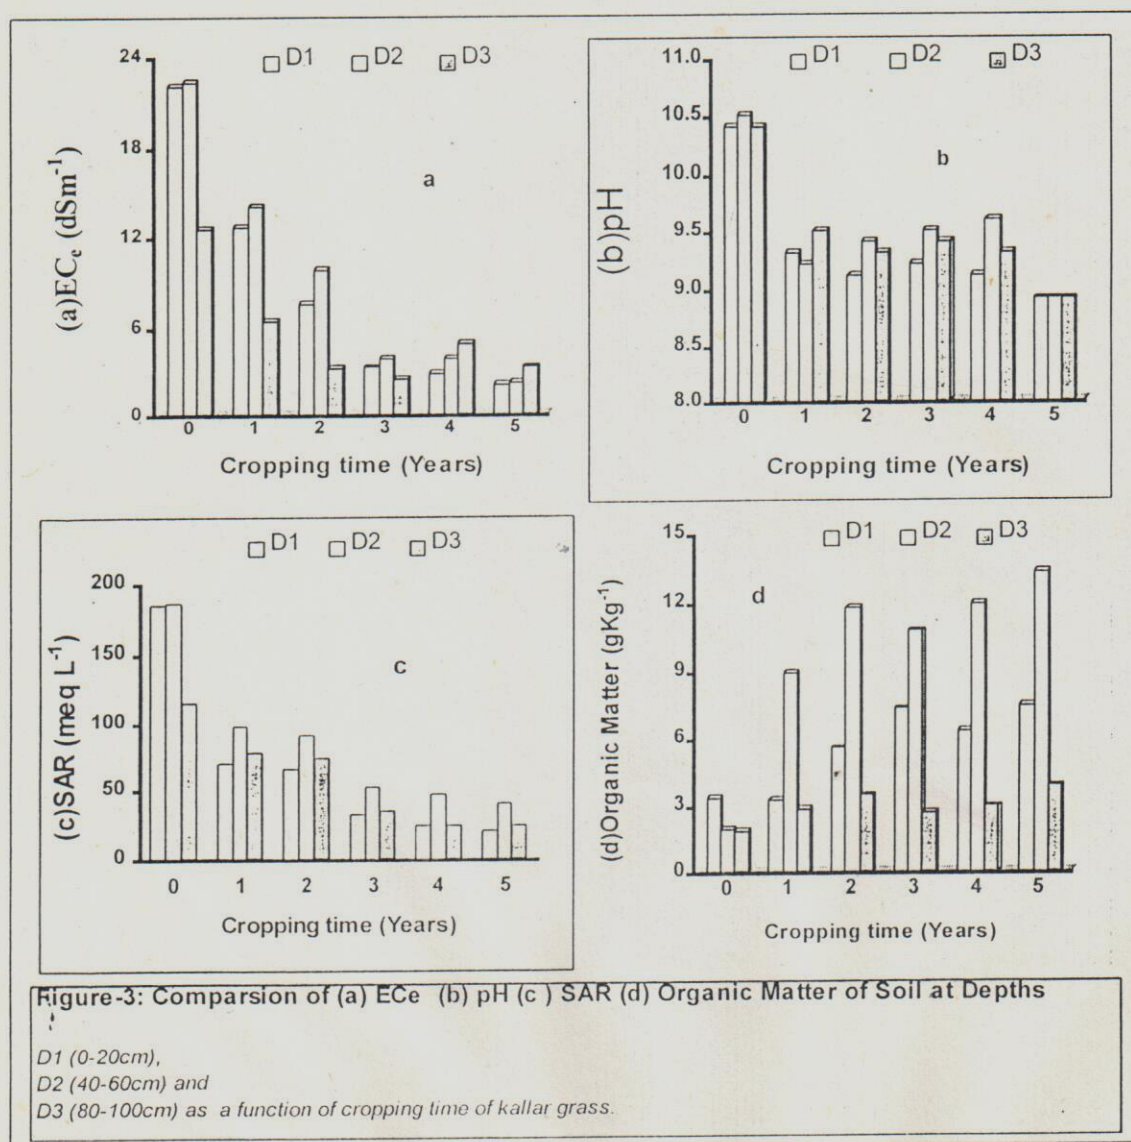 D1 D2 D3
24
18
12
6
0
(a)ECe (dSm-1)
a
0 1 2 3 4 5
Cropping time (Years)
D1 D2 D3
11.0
10.5
10.0
9.5
9.0
8.5
8.0
(b)pH
b
0 1 2 3 4 5
Cropping time (Years)
D1 D2 D3
200
150
100
50
0
(c)SAR (meq L-1)
c
0 1 2 3 4 5
Cropping time (Years)
D1 D2 D3
15
12
9
6
3
0
(d)Organic Matter (gKg-1)
d
0 1 2 3 4 5
Cropping time (Years)
Figure-3: Comparsion of (a) ECe (b) pH (c ) SAR (d) Organic Matter of Soil at Depths
D1 (0-20cm),
D2 (40-60cm) and
D3 (80-100cm) as a function of cropping time of kallar grass.